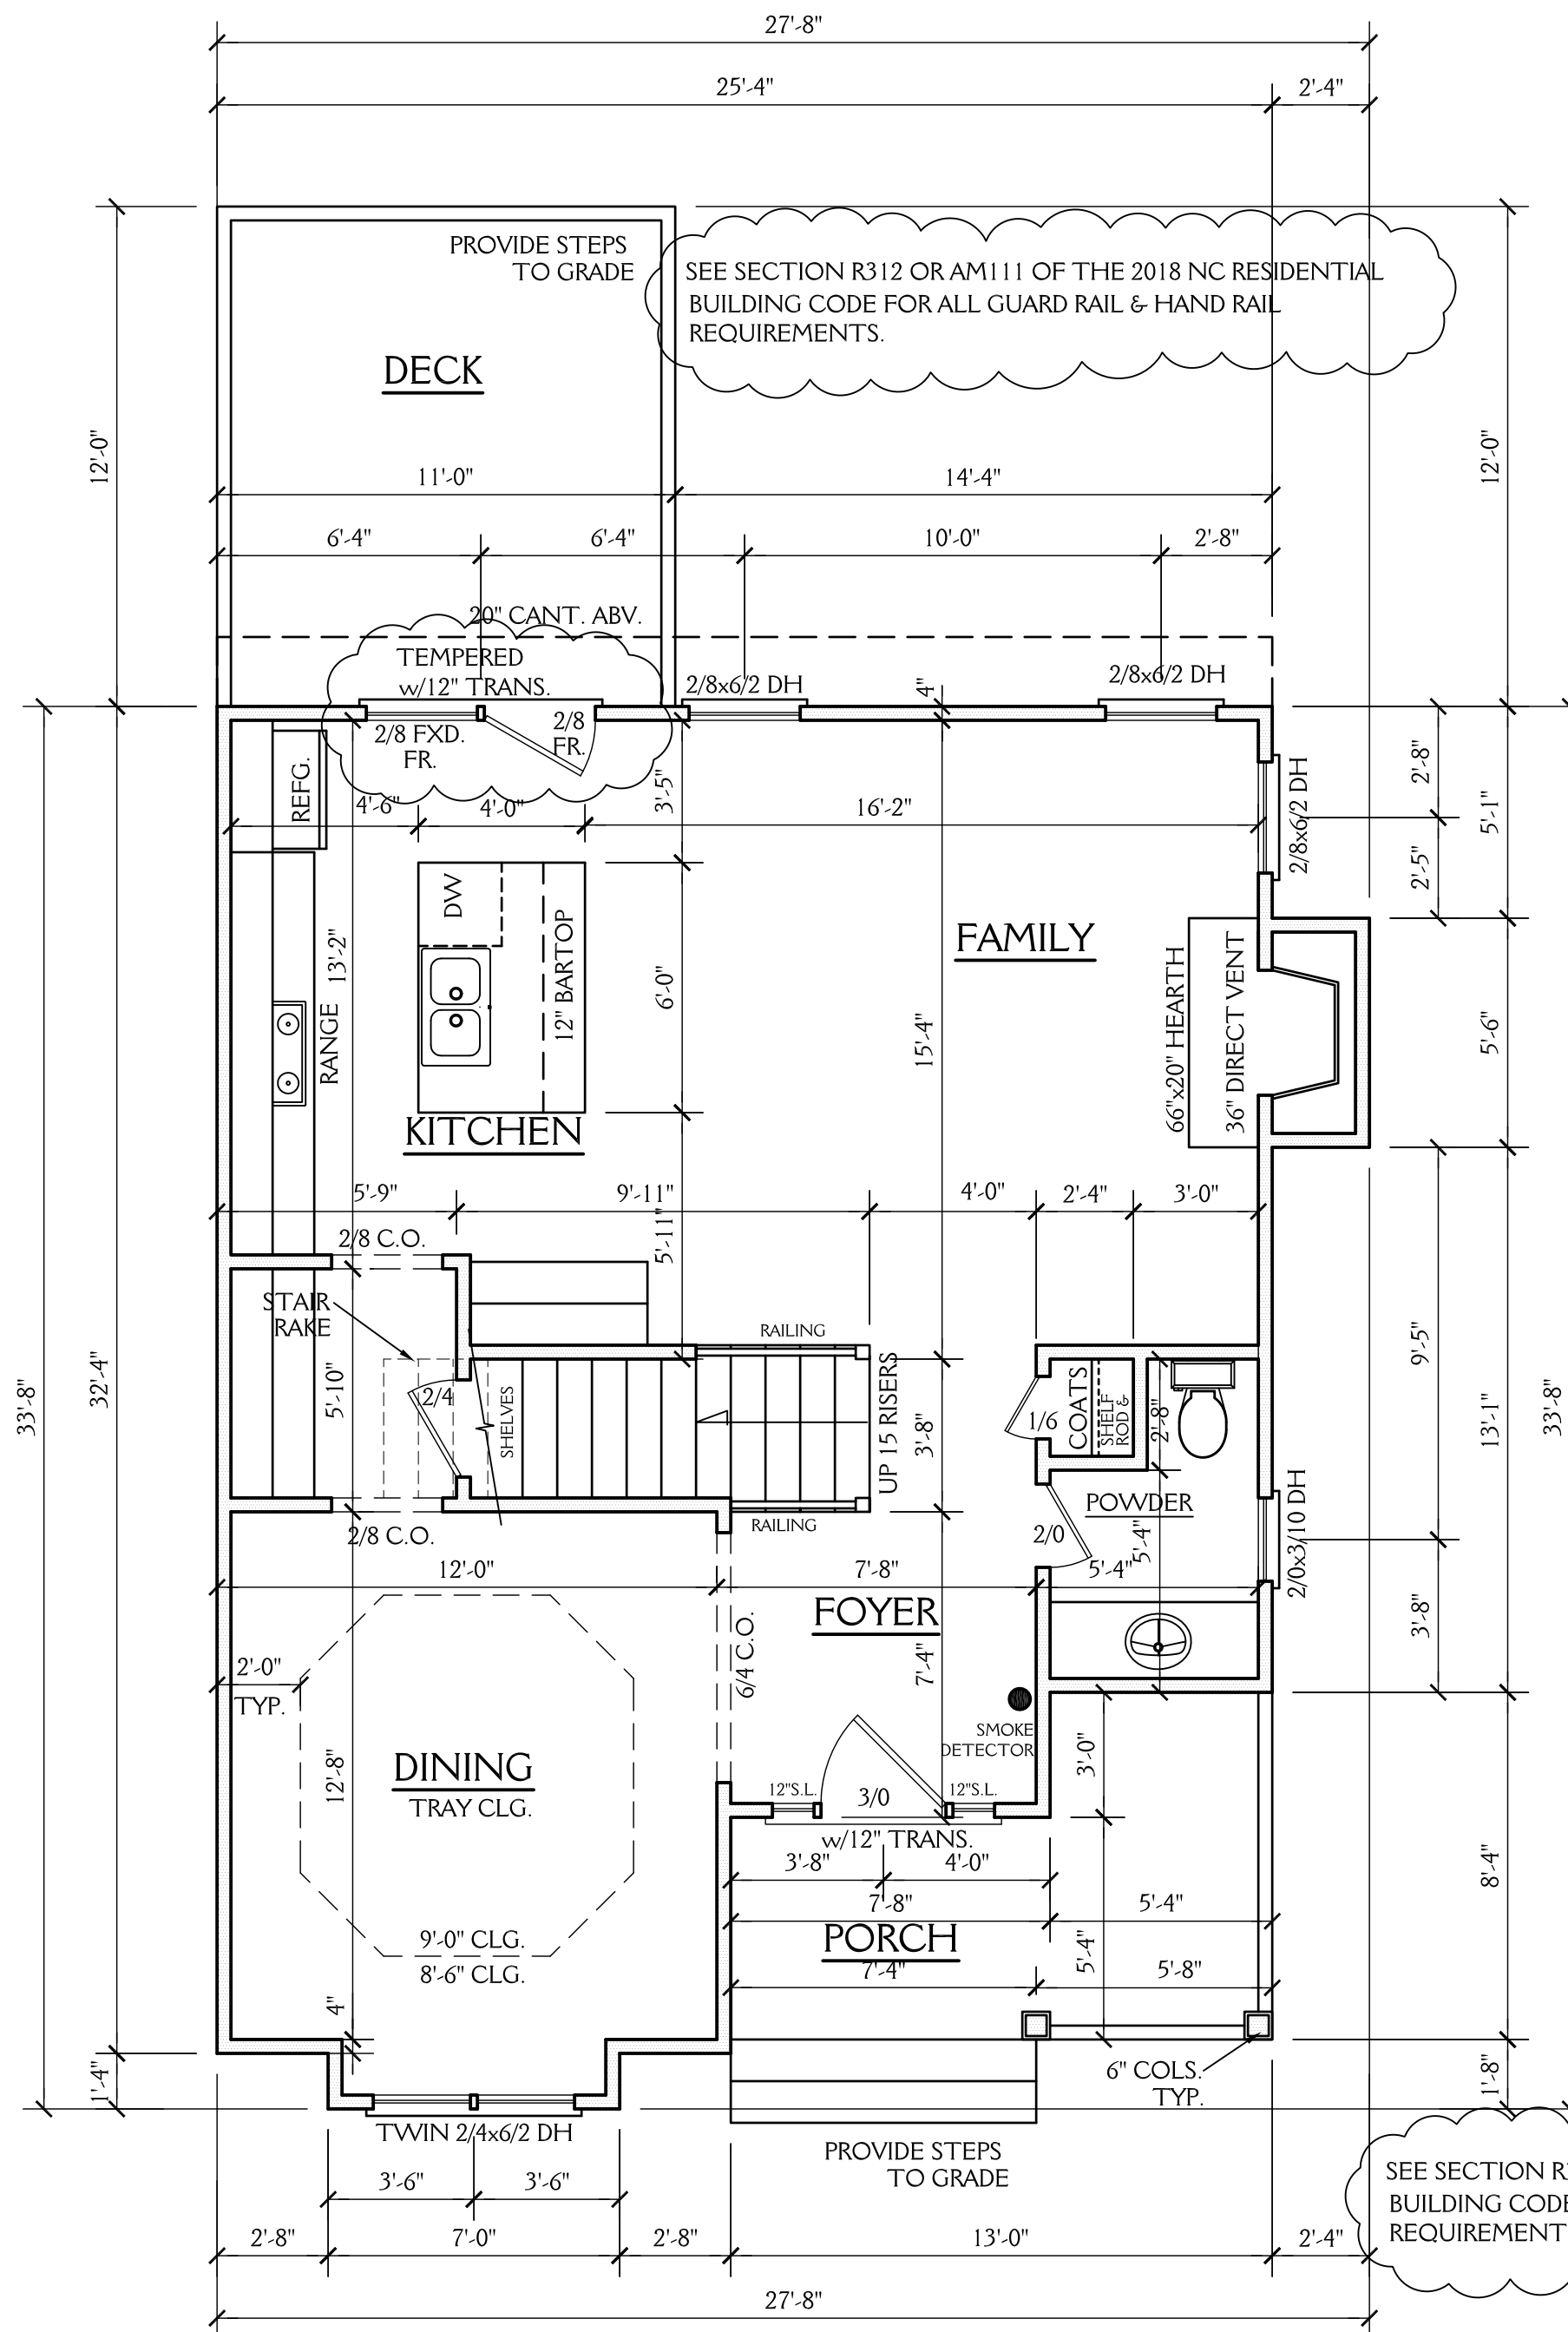 27'-8"
25'-4"
2'-4"
PROVIDE STEPS
TO GRADE
SEE SECTION R312 OR AM111 OF THE 2018 NC RESIDENTIAL
BUILDING CODE FOR ALL GUARD RAIL & HAND RAIL
REQUIREMENTS.
DECK
12'-0"
12'-0"
11'-0"
14'-4"
6'-4"
6'-4"
10'-0"
2'-8"
20" CANT. ABV.
TEMPERED
w/12" TRANS.
2/8x6/2 DH
4"
2/8x6/2 DH
2/8 FXD.
FR.
2/8
FR.
REFG.
4'-6"
4'-0"
3'-5"
16'-2"
2/8x6/2 DH
2'-8"
5'-1"
2'-5"
DW
12" BARTOP
13'-2"
RANGE
6'-0"
FAMILY
15'-4"
66"x20" HEARTH
36" DIRECT VENT
5'-6"
KITCHEN
5'-9"
9'-11"
4'-0"
2'-4"
3'-0"
5'-11"
2/8 C.O.
STAIR
RAKE
5'-10"
2/4
SHELVES
RAILING
UP 15 RISERS
3'-8"
1/6
COATS
SHELF
ROD &
2'-8"
9'-5"
13'-1"
33'-8"
32'-4"
33'-8"
2/8 C.O.
RAILING
POWDER
2/0
5'-4"
5'-4"
2/0x3/10 DH
12'-0"
7'-8"
FOYER
6/4 C.O.
7'-4"
3'-8"
2'-0"
TYP.
SMOKE
DETECTOR
3'-0"
DINING
TRAY CLG.
12'-8"
12"S.L.
3/0
12"S.L.
w/12" TRANS.
3'-8"
4'-0"
7'-8"
5'-4"
8'-4"
PORCH
5'-4"
7'-4"
5'-8"
9'-0" CLG.
8'-6" CLG.
4"
1'-4"
6" COLS.
TYP.
1'-8"
TWIN 2/4x6/2 DH
PROVIDE STEPS
TO GRADE
3'-6"
3'-6"
2'-8"
7'-0"
2'-8"
13'-0"
2'-4"
SEE SECTION
BUILDING CODE
REQUIREMENT
27'-8"